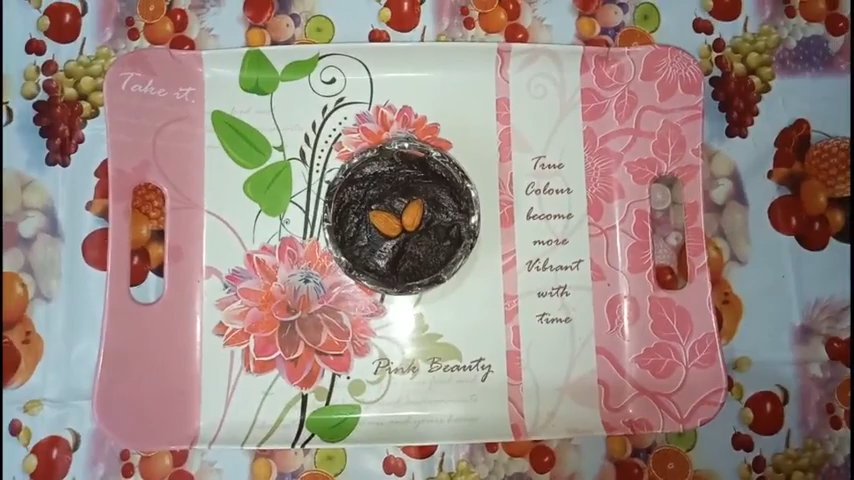 Take it.
True
Colour
become
more
Vibrant
with
time
Pink Beauty